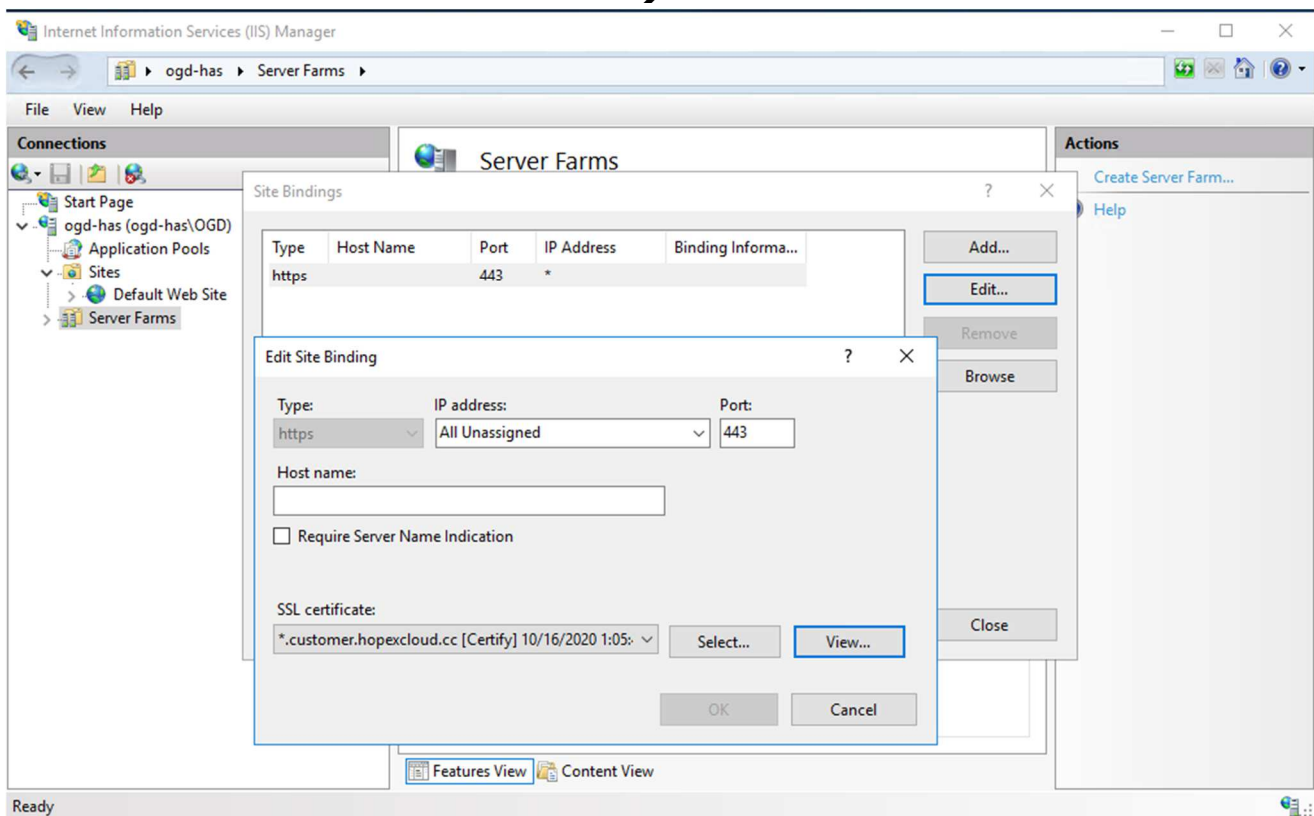 Internet Information Services (IIS) Manager
ogd-has Server Farms
File View Help
Connections
Start Page
ogd-has (ogd-has\OGD)
Application Pools
Sites
Default Web Site
Server Farms
Server Farms
Actions
Create Server Farm...
Help
Site Bindings ?
Type Host Name Port IP Address Binding Informa...
https 443 *
Add...
Edit...
Remove
Browse
Close
Edit Site Binding ?
Type: IP address: Port:
https All Unassigned 443
Host name:
Require Server Name Indication
SSL certificate:
*.customer.hopexcloud.cc [Certify] 10/16/2020 1:05: Select... View...
OK Cancel
Features View Content View
Ready